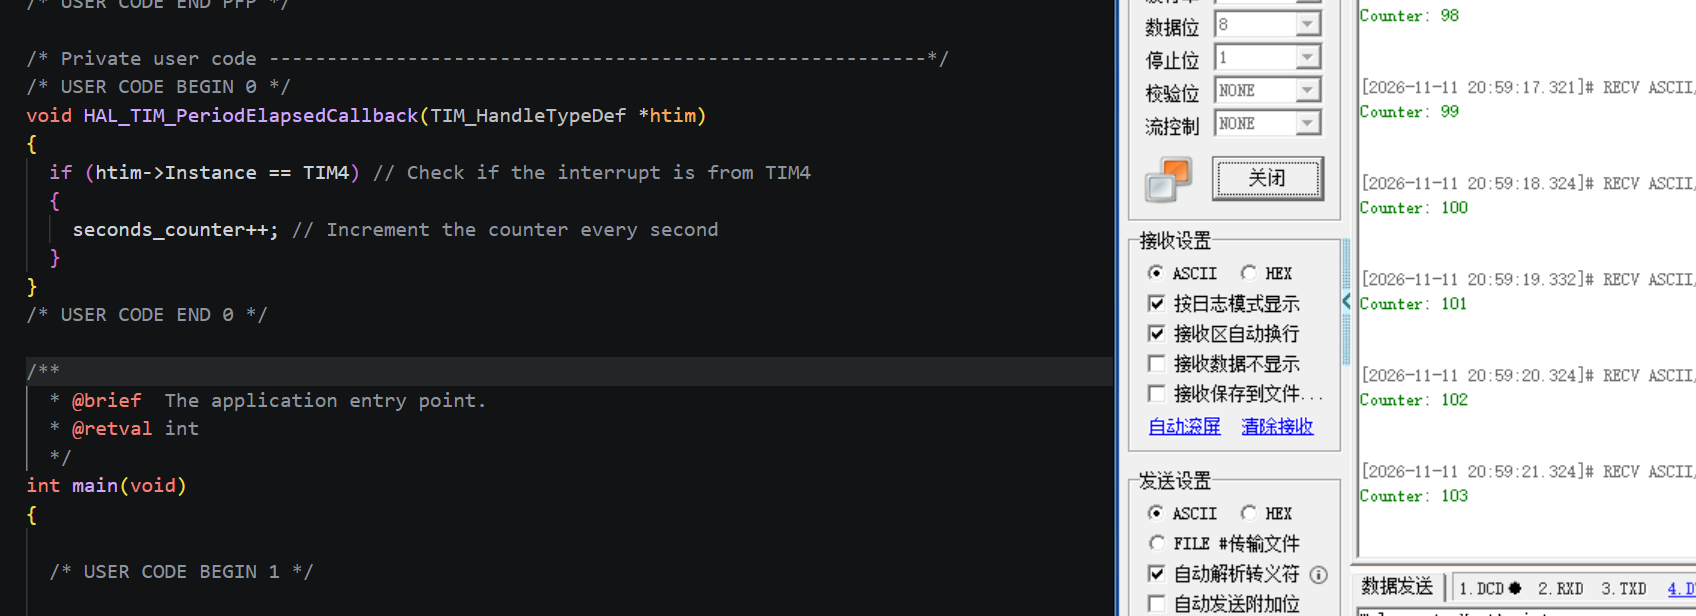 /* USER CODE END PFP */
/* Private user code ---------------------------------------------------------*/
/* USER CODE BEGIN 0 */
void HAL_TIM_PeriodElapsedCallback(TIM_HandleTypeDef *htim)
{
if (htim->Instance == TIM4) // Check if the interrupt is from TIM4
{
seconds_counter++; // Increment the counter every second
}
}
/* USER CODE END 0 */
/**
* @brief The application entry point.
* @retval int
*/
int main(void)
{
/* USER CODE BEGIN 1 */
数据位 8
停止位 1
校验位 NONE
流控制 NONE
关闭
接收设置
ASCII HEX
按日志模式显示
接收区自动换行
接收数据不显示
接收保存到文件...
自动滚屏 清除接收
发送设置
ASCII HEX
FILE #传输文件
自动解析转义符
自动发送附加位
Counter: 98
[2026-11-11 20:59:17.321]# RECV ASCII/
Counter: 99
[2026-11-11 20:59:18.324]# RECV ASCII/
Counter: 100
[2026-11-11 20:59:19.332]# RECV ASCII/
Counter: 101
[2026-11-11 20:59:20.324]# RECV ASCII/
Counter: 102
[2026-11-11 20:59:21.324]# RECV ASCII/
Counter: 103
数据发送 1.DCD 2.RXD 3.TXD 4.D